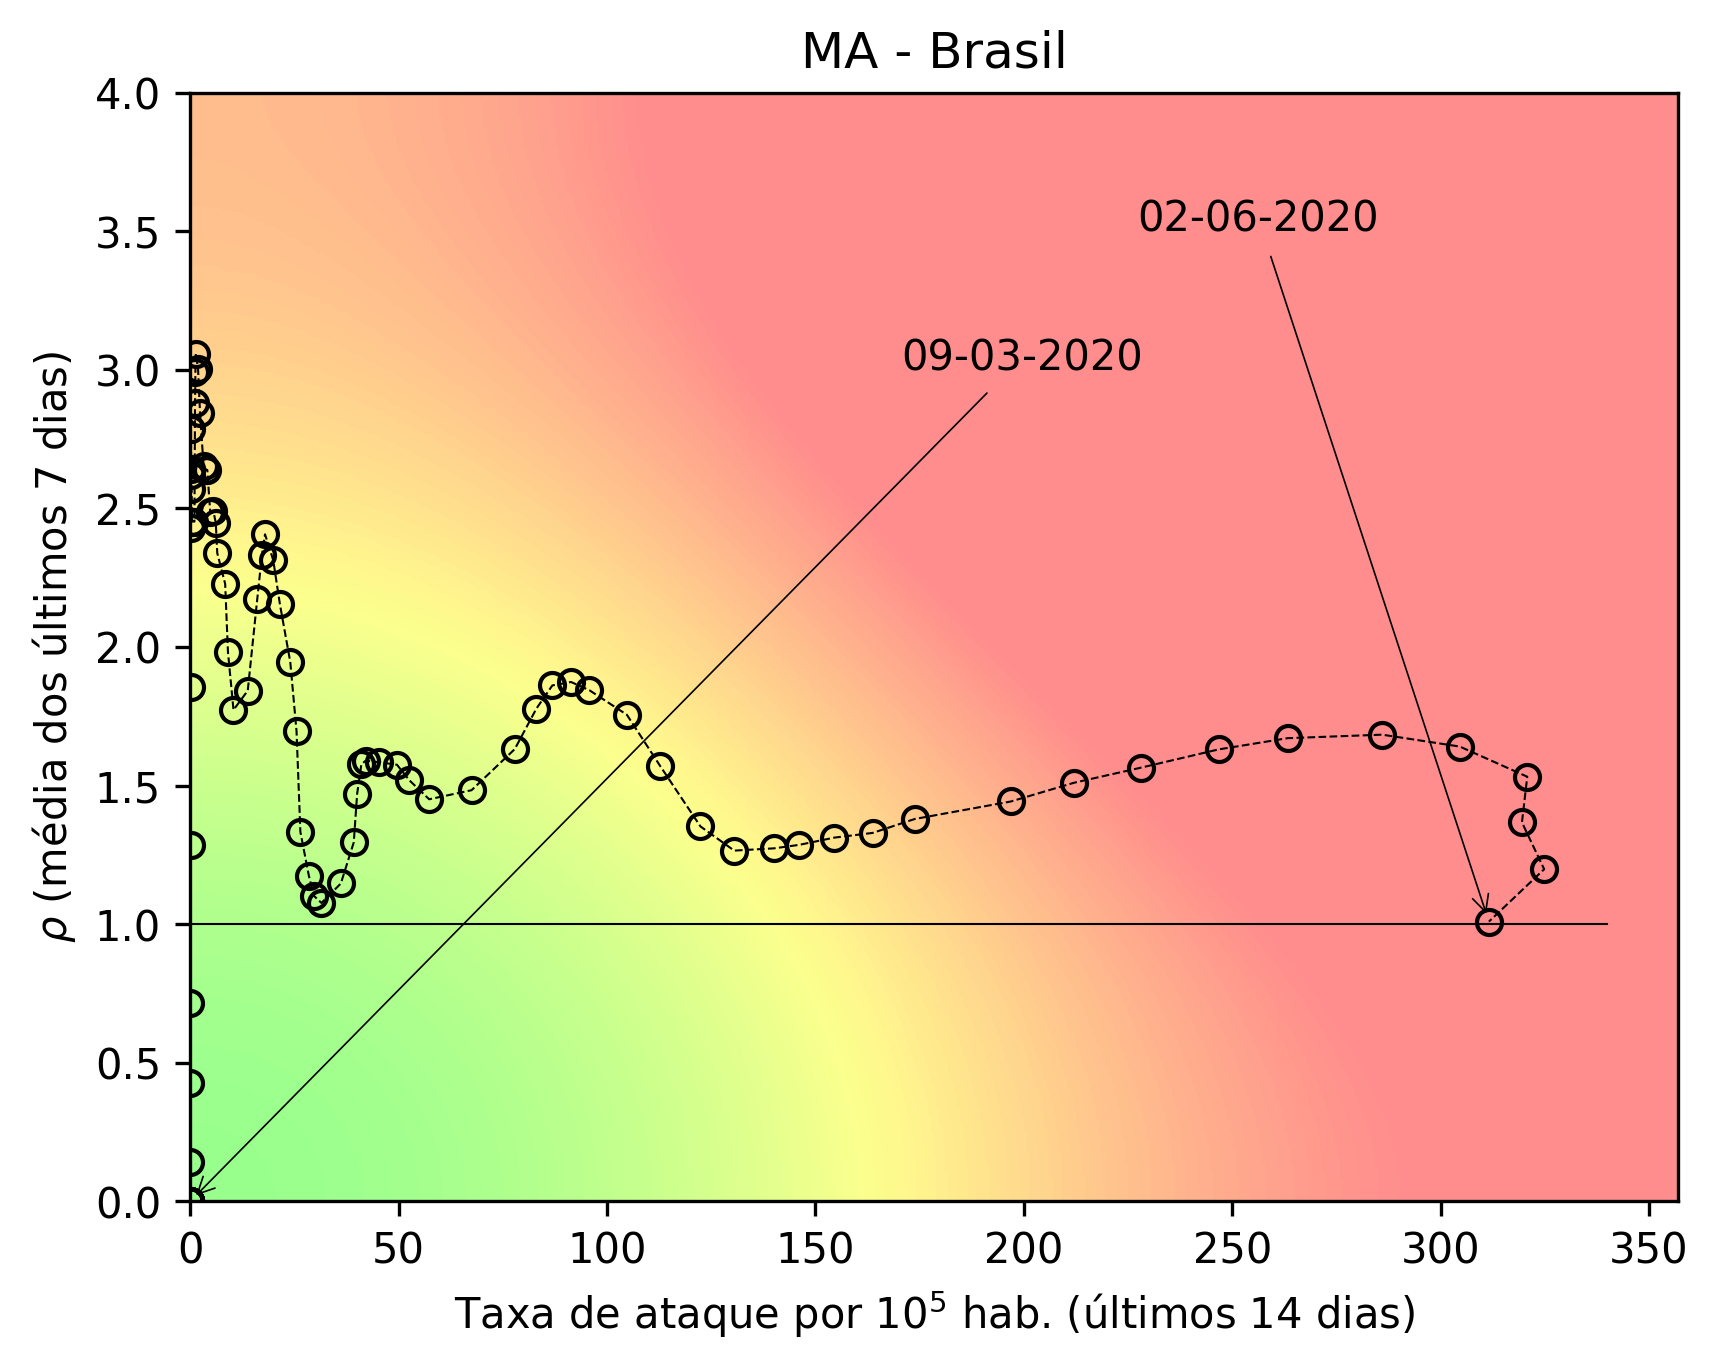 MA - Brasil
4.0
3.5
3.0
2.5
2.0
1.5
1.0
0.5
0.0
ρ (média dos últimos 7 dias)
02-06-2020
09-03-2020
0 50 100 150 200 250 300 350
Taxa de ataque por 10⁵ hab. (últimos 14 dias)